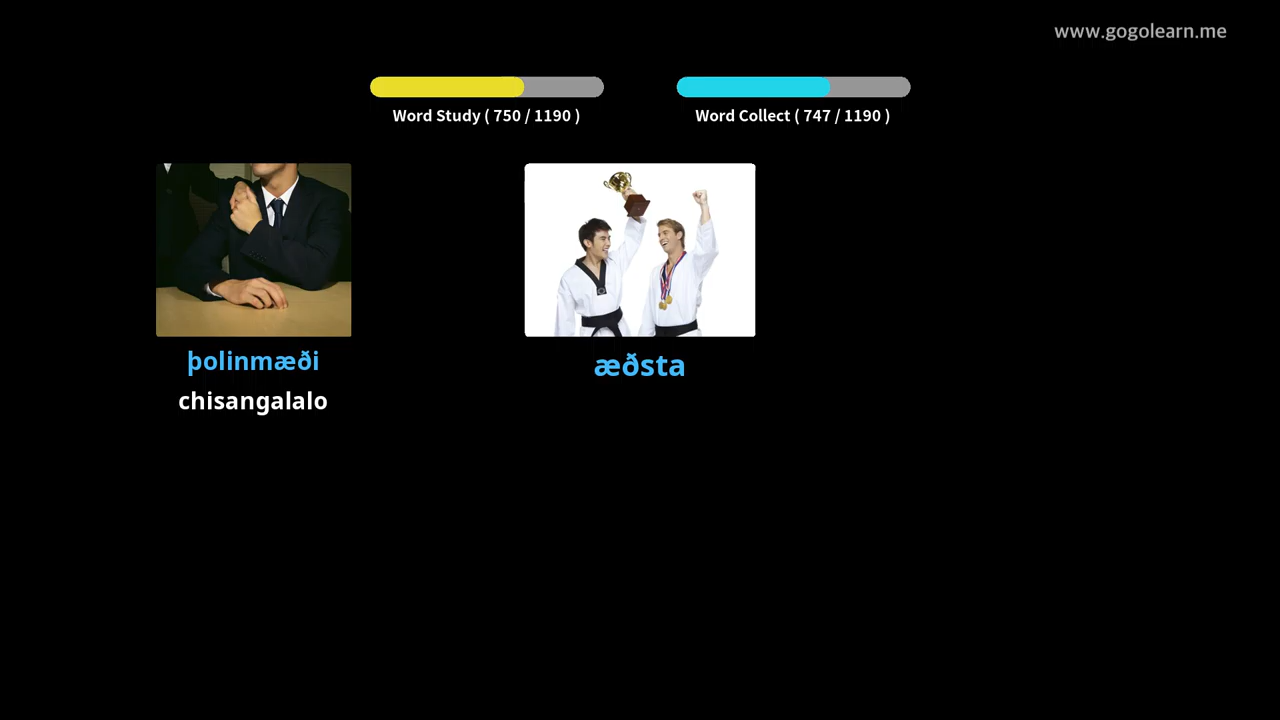 www.gogolearn.me
Word Study ( 750 / 1190 )
Word Collect ( 747 / 1190 )
þolinmæði
chisangalalo
æðsta